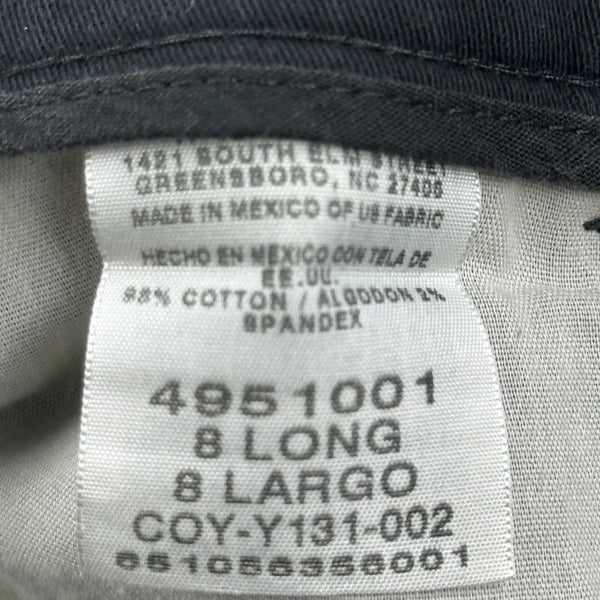 1421 SOUTH ELM STREET
GREENSBORO, NC 27406
MADE IN MEXICO OF US FABRIC
HECHO EN MEXICO CON TELA DE
EE.UU.
98% COTTON / ALGODON 2%
SPANDEX
4951001
8 LONG
8 LARGO
COY-Y131-002
651056356001